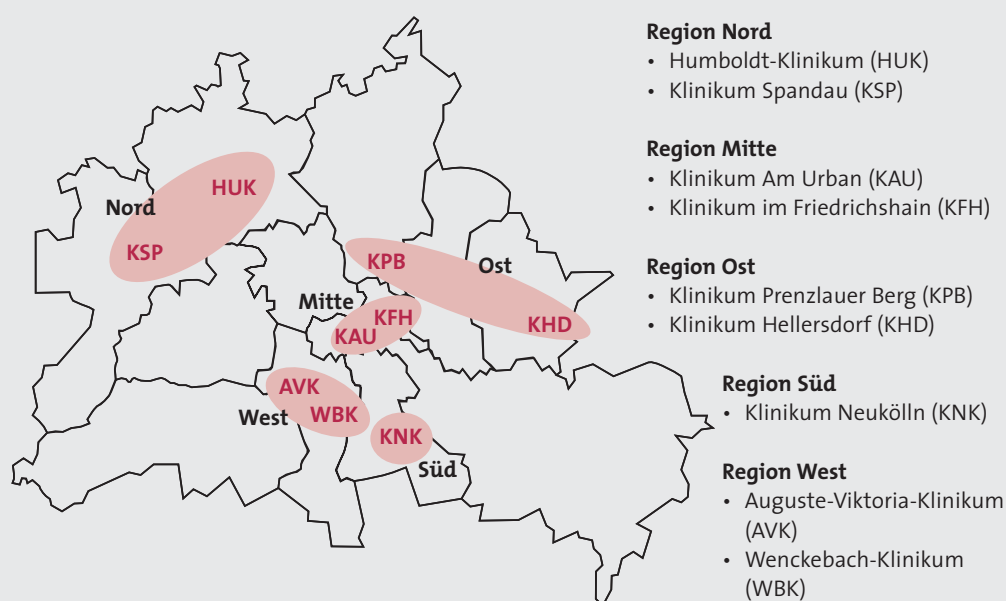 HUK
Nord
KSP
KPB
Ost
Mitte
KFH
KHD
KAU
AVK
West
WBK
KNK
Süd
Region Nord
• Humboldt-Klinikum (HUK)
• Klinikum Spandau (KSP)
Region Mitte
• Klinikum Am Urban (KAU)
• Klinikum im Friedrichshain (KFH)
Region Ost
• Klinikum Prenzlauer Berg (KPB)
• Klinikum Hellersdorf (KHD)
Region Süd
• Klinikum Neukölln (KNK)
Region West
• Auguste-Viktoria-Klinikum
(AVK)
• Wenckebach-Klinikum
(WBK)